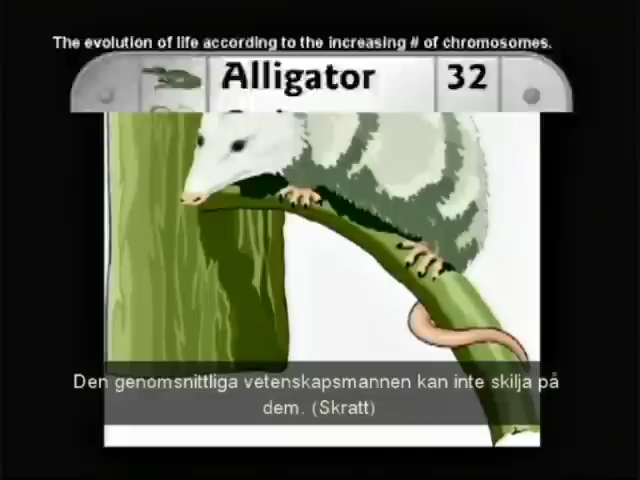 The evolution of life according to the increasing # of chromosomes.
Alligator 32
Den genomsnittliga vetenskapsmannen kan inte skilja på
dem. (Skratt)